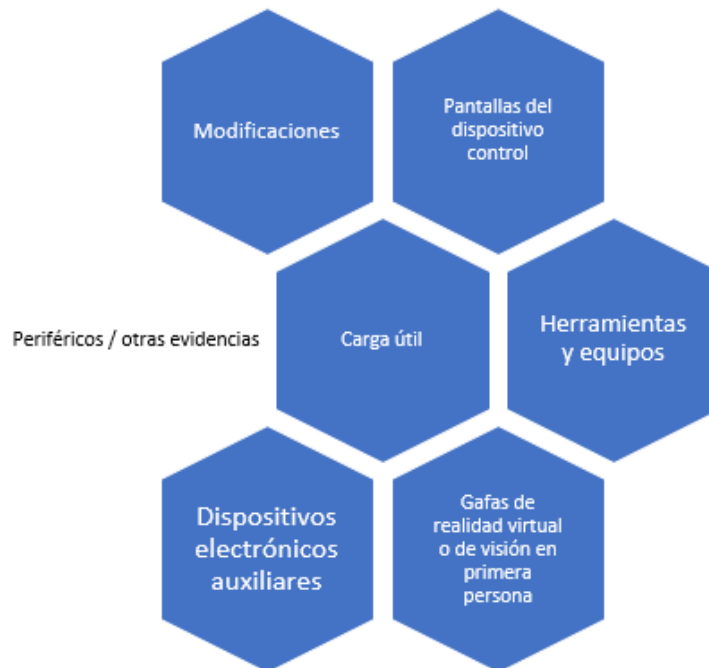 Modificaciones
Pantallas del
dispositivo
control
Periféricos / otras evidencias
Carga útil
Herramientas
y equipos
Dispositivos
electrónicos
auxiliares
Gafas de
realidad virtual
o de visión en
primera
persona